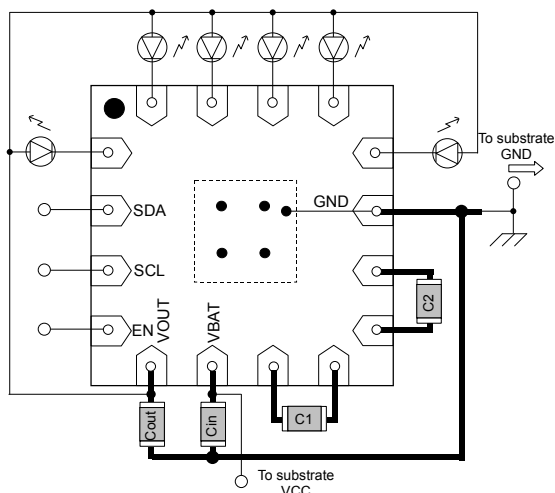 To substrate
GND
GND
SDA
SCL
EN
VOUT
VBAT
C2
Cout
Cin
C1
To substrate
VCC